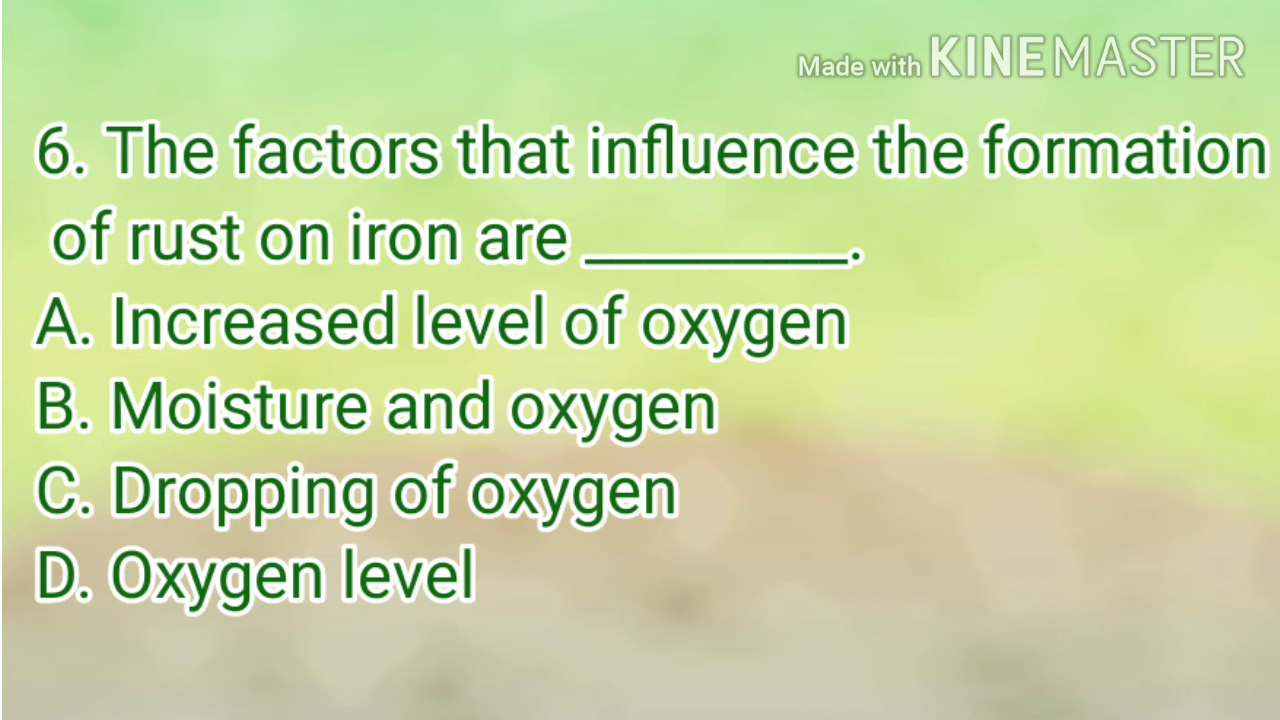 Made with KINEMASTER
6. The factors that influence the formation
of rust on iron are _________.
A. Increased level of oxygen
B. Moisture and oxygen
C. Dropping of oxygen
D. Oxygen level